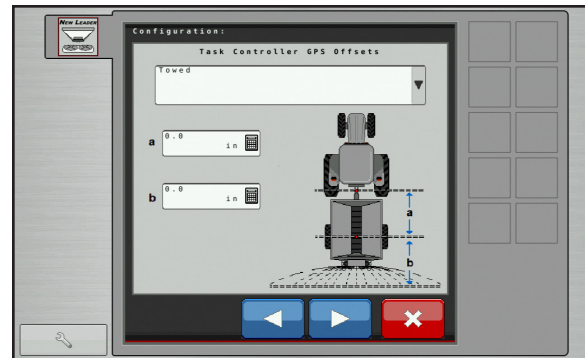 NEW LEADER
Configuration:
Task Controller GPS Offsets
Towed
a
0.0
in
b
0.0
in
a
b